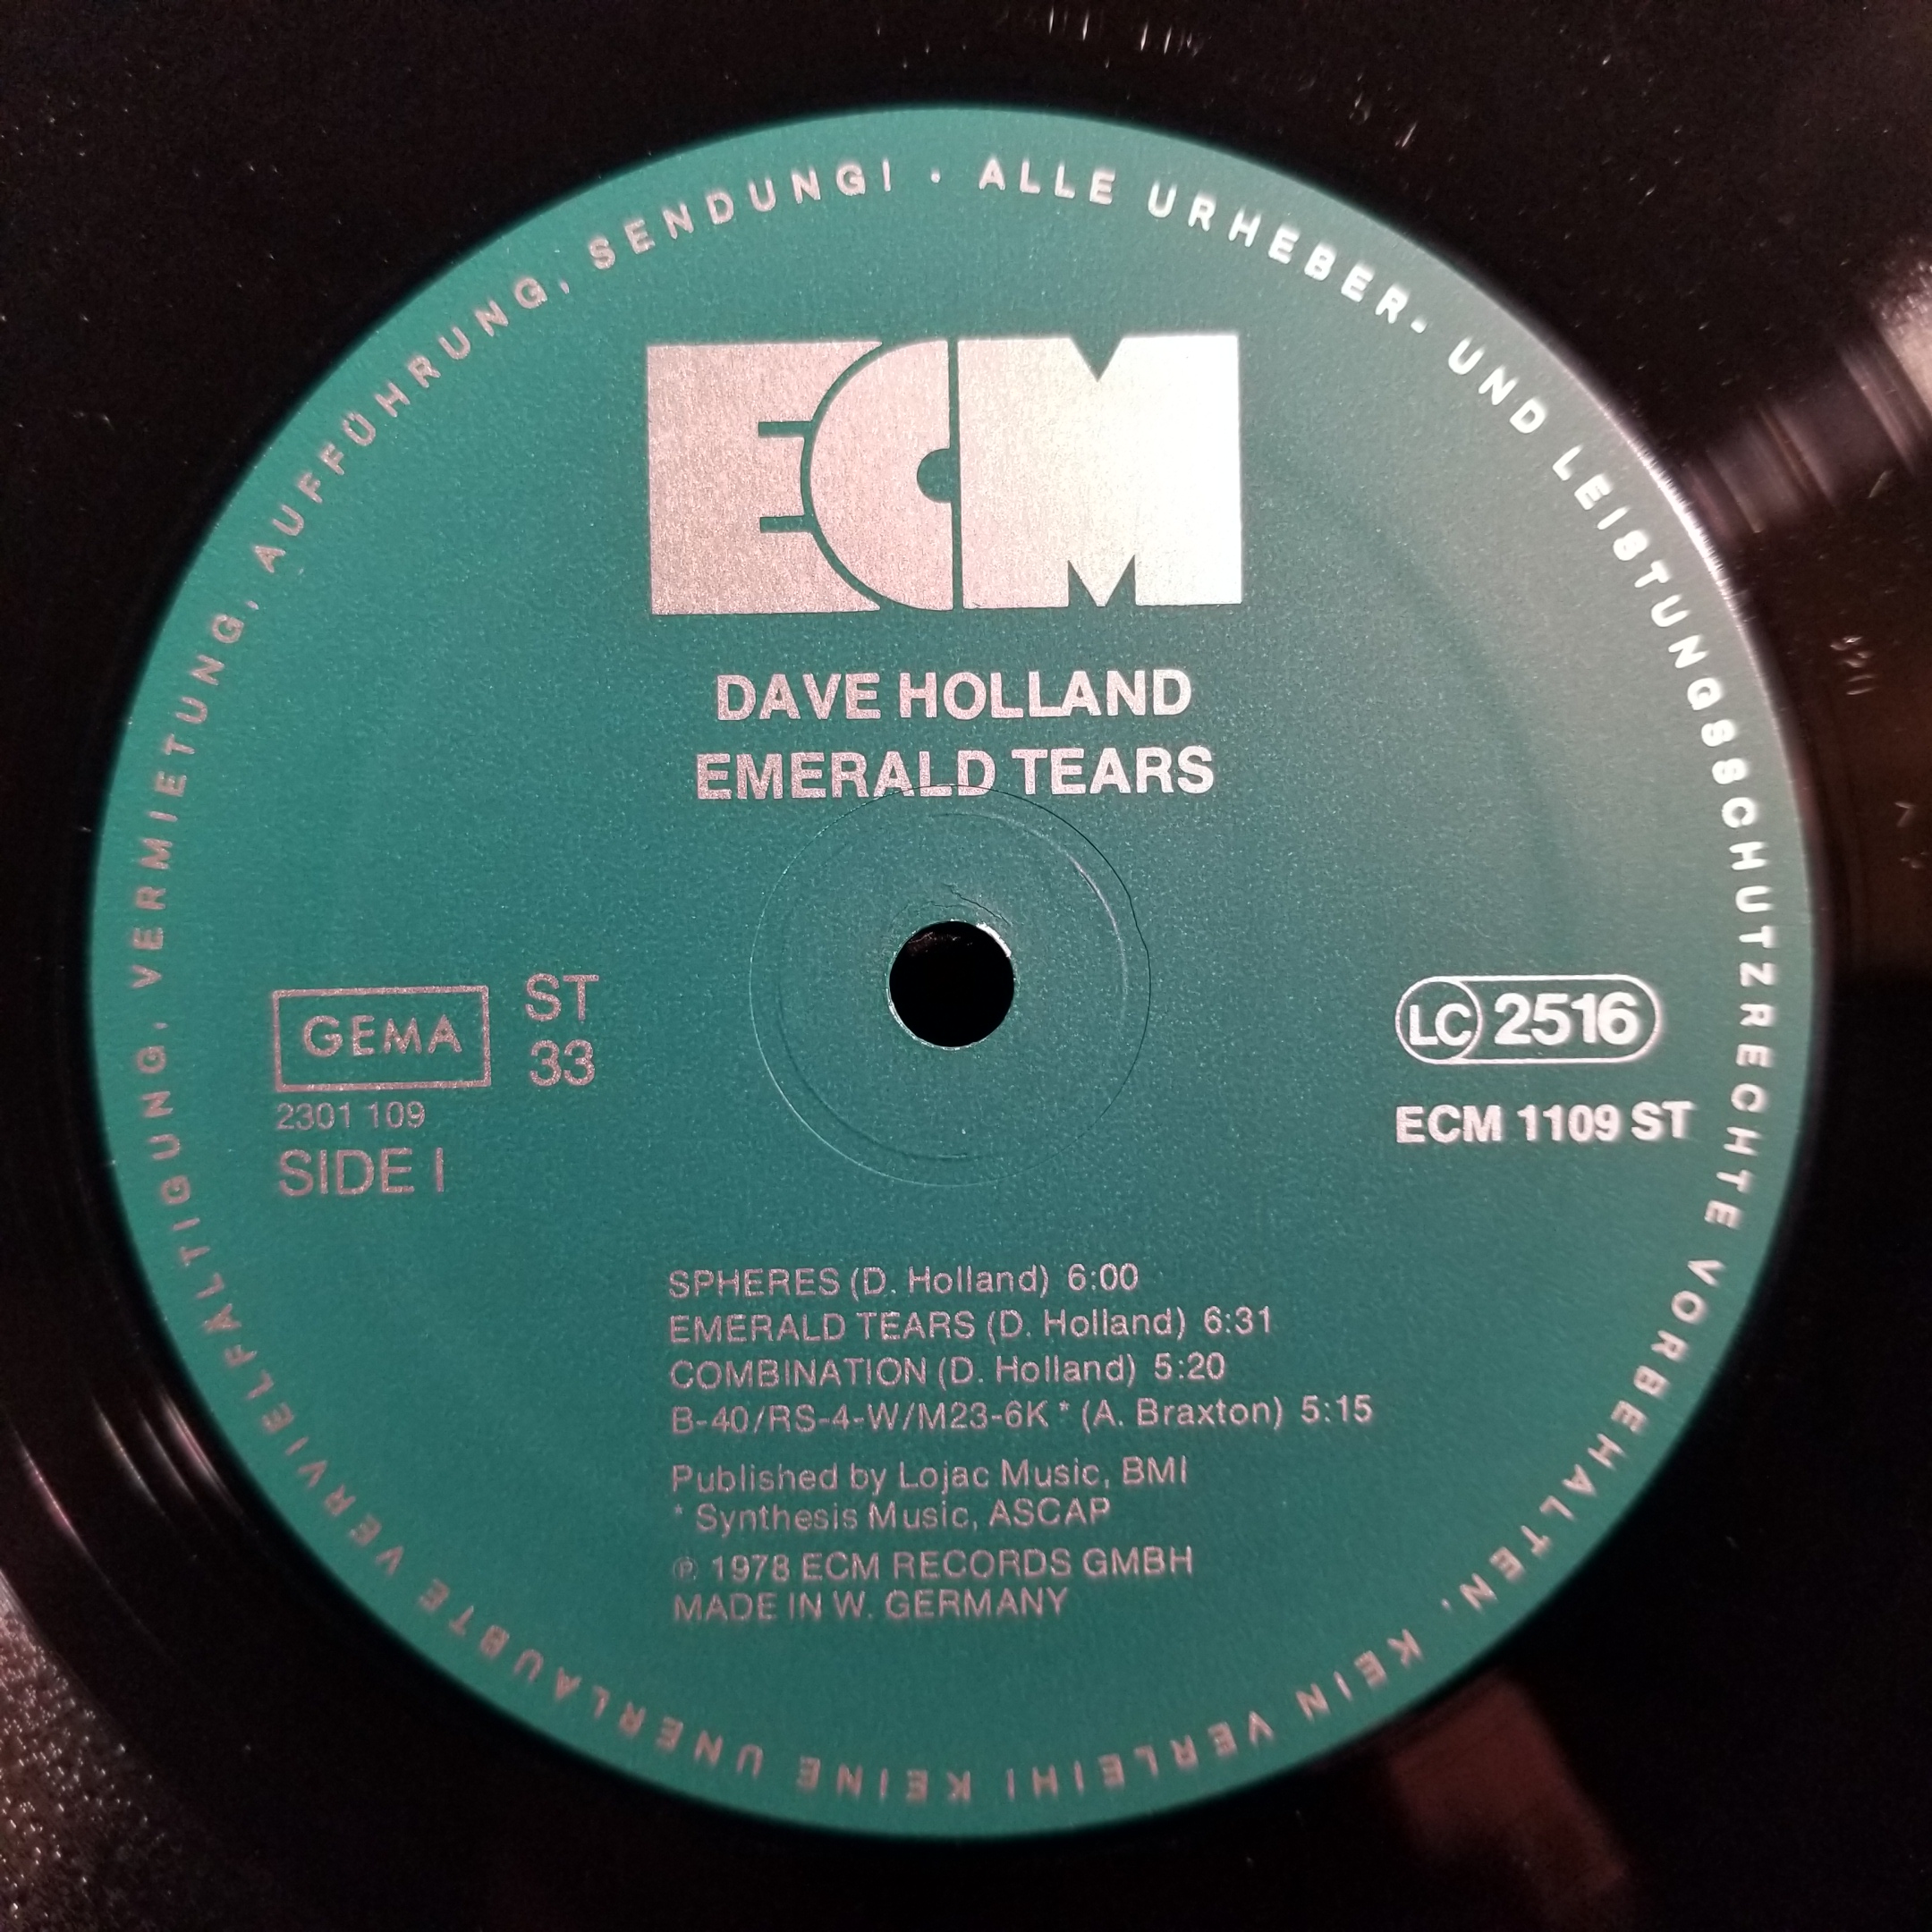 ALLE URHEBER- UND LEISTUNGSSCHUTZRECHTE VORBEHALTEN. KEIN VERLEIH! KEINE UNERLAUBTE VERVIELFÄLTIGUNG, VERMIETUNG, AUFFÜHRUNG, SENDUNG! ·
ECM
DAVE HOLLAND
EMERALD TEARS
GEMA
ST
33
2301 109
SIDE I
LC 2516
ECM 1109 ST
SPHERES (D. Holland) 6:00
EMERALD TEARS (D. Holland) 6:31
COMBINATION (D. Holland) 5:20
B-40/RS-4-W/M23-6K * (A. Braxton) 5:15
Published by Lojac Music, BMI
* Synthesis Music, ASCAP
℗ 1978 ECM RECORDS GMBH
MADE IN W. GERMANY